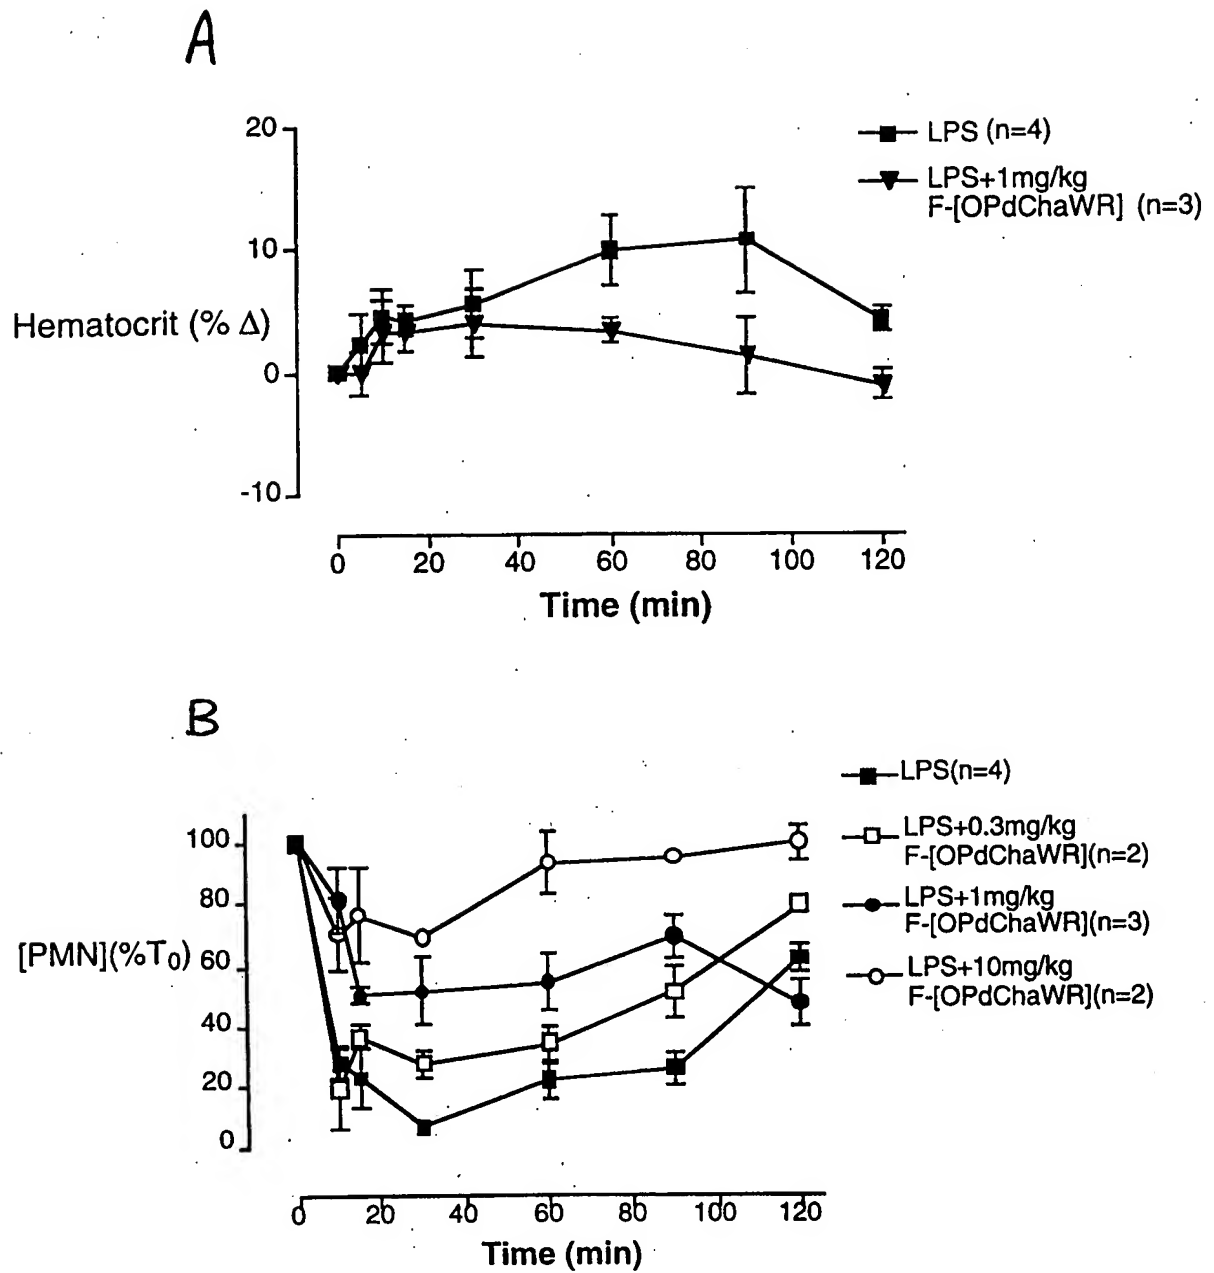 A
20
10
0
-10
Hematocrit (% Δ)
LPS (n=4)
LPS+1mg/kg
F-[OPdChaWR] (n=3)
0 20 40 60 80 100 120
Time (min)
B
100
80
60
40
20
0
[PMN](%T₀)
LPS(n=4)
LPS+0.3mg/kg
F-[OPdChaWR](n=2)
LPS+1mg/kg
F-[OPdChaWR](n=3)
LPS+10mg/kg
F-[OPdChaWR](n=2)
0 20 40 60 80 100 120
Time (min)